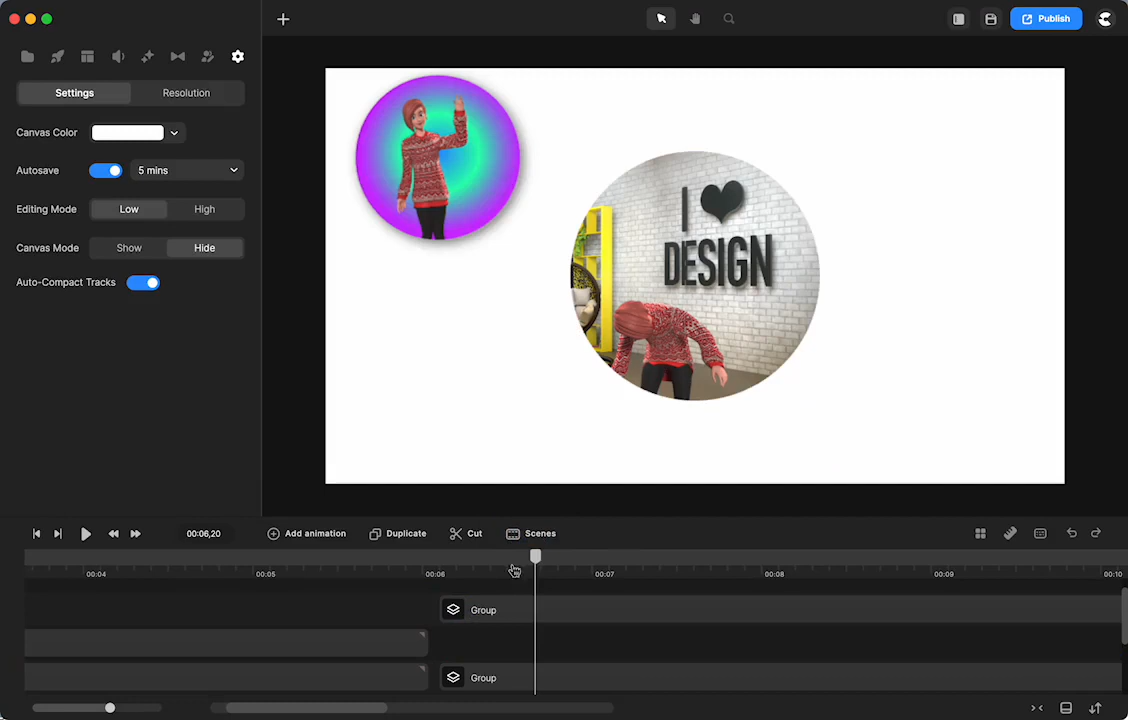 Publish
Settings
Resolution
Canvas Color
Autosave
5 mins
Editing Mode
Low
High
Canvas Mode
Show
Hide
Auto-Compact Tracks
I
DESIGN
00:06,20
Add animation
Duplicate
Cut
Scenes
00:04
00:05
00:06
00:07
00:08
00:09
00:10
Group
Group